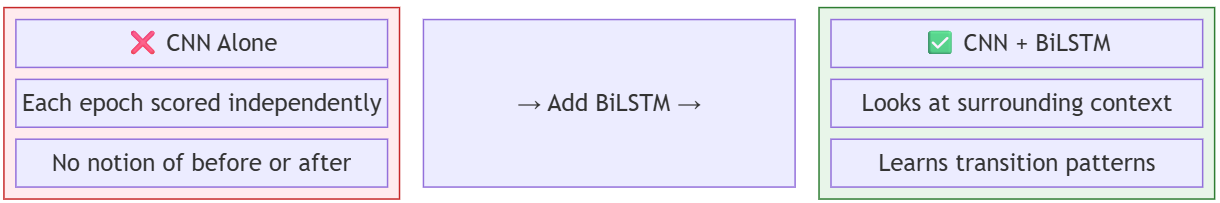 ❌ CNN Alone
Each epoch scored independently
No notion of before or after
→ Add BiLSTM →
✅ CNN + BiLSTM
Looks at surrounding context
Learns transition patterns